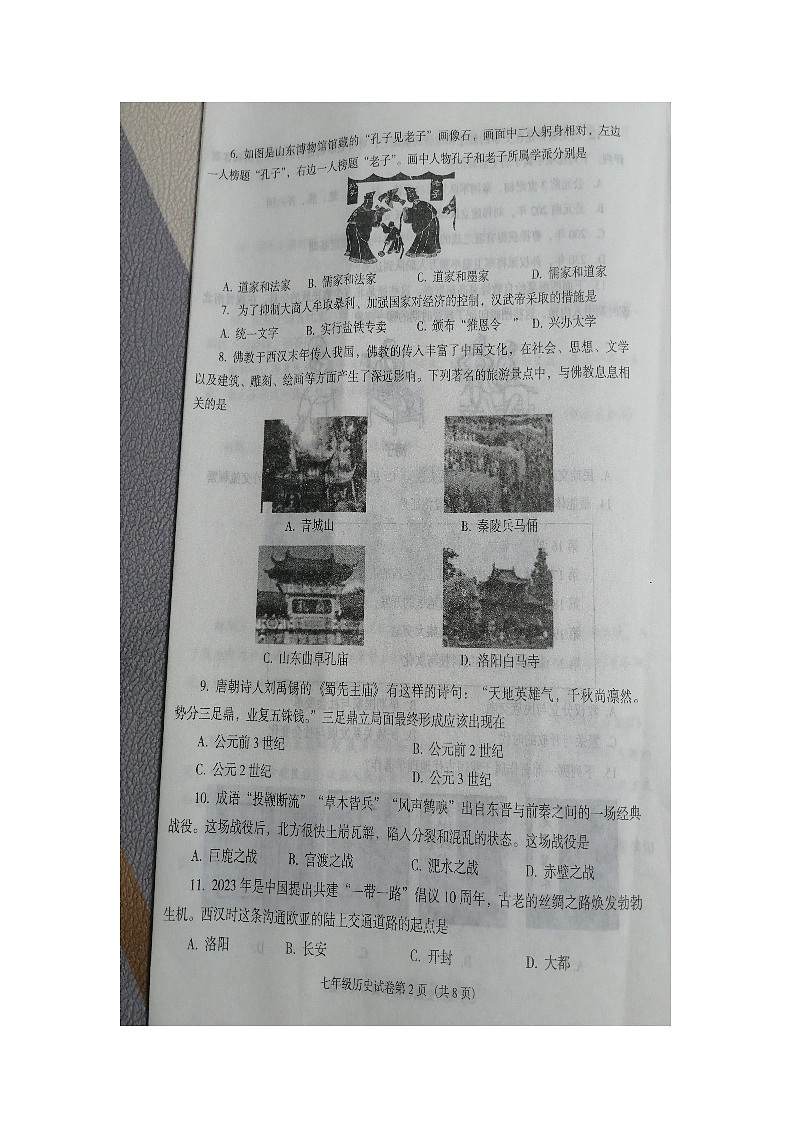 6. 如图是山东博物馆馆藏的“孔子见老子”画像石，画面中二人躬身相对，左边
一人榜题“孔子”，右边一人榜题“老子”。画中人物孔子和老子所属学派分别是
A. 道家和法家 B. 儒家和法家 C. 道家和墨家 D. 儒家和道家
7. 为了抑制大商人牟取暴利、加强国家对经济的控制，汉武帝采取的措施是
A. 统一文字 B. 实行盐铁专卖 C. 颁布“推恩令 ” D. 兴办太学
8. 佛教于西汉末年传人我国，佛教的传人丰富了中国文化，在社会、思想、文学
以及建筑、雕刻、绘画等方面产生了深远影响。下列著名的旅游景点中，与佛教息息相
关的是
A. 青城山 B. 秦陵兵马俑
C. 山东曲阜孔庙 D. 洛阳白马寺
9. 唐朝诗人刘禹锡的《蜀先主庙》有这样的诗句：“天地英雄气，千秋尚凛然。
势分三足鼎，业复五铢钱。”三足鼎立局面最终形成应该出现在
A. 公元前3世纪 B. 公元前2世纪
C. 公元2世纪 D. 公元3世纪
10. 成语“投鞭断流”“草木皆兵”“风声鹤唳”出自东晋与前秦之间的一场经典
战役。这场战役后，北方很快土崩瓦解，陷人分裂和混乱的状态。这场战役是
A. 巨鹿之战 B. 官渡之战 C. 淝水之战 D. 赤壁之战
11. 2023年是中国提出共建“一带一路”倡议10周年，古老的丝绸之路焕发勃勃
生机。西汉时这条沟通欧亚的陆上交通道路的起点是
A. 洛阳 B. 长安 C. 开封 D. 大都
七年级历史试卷第2页（共8页）